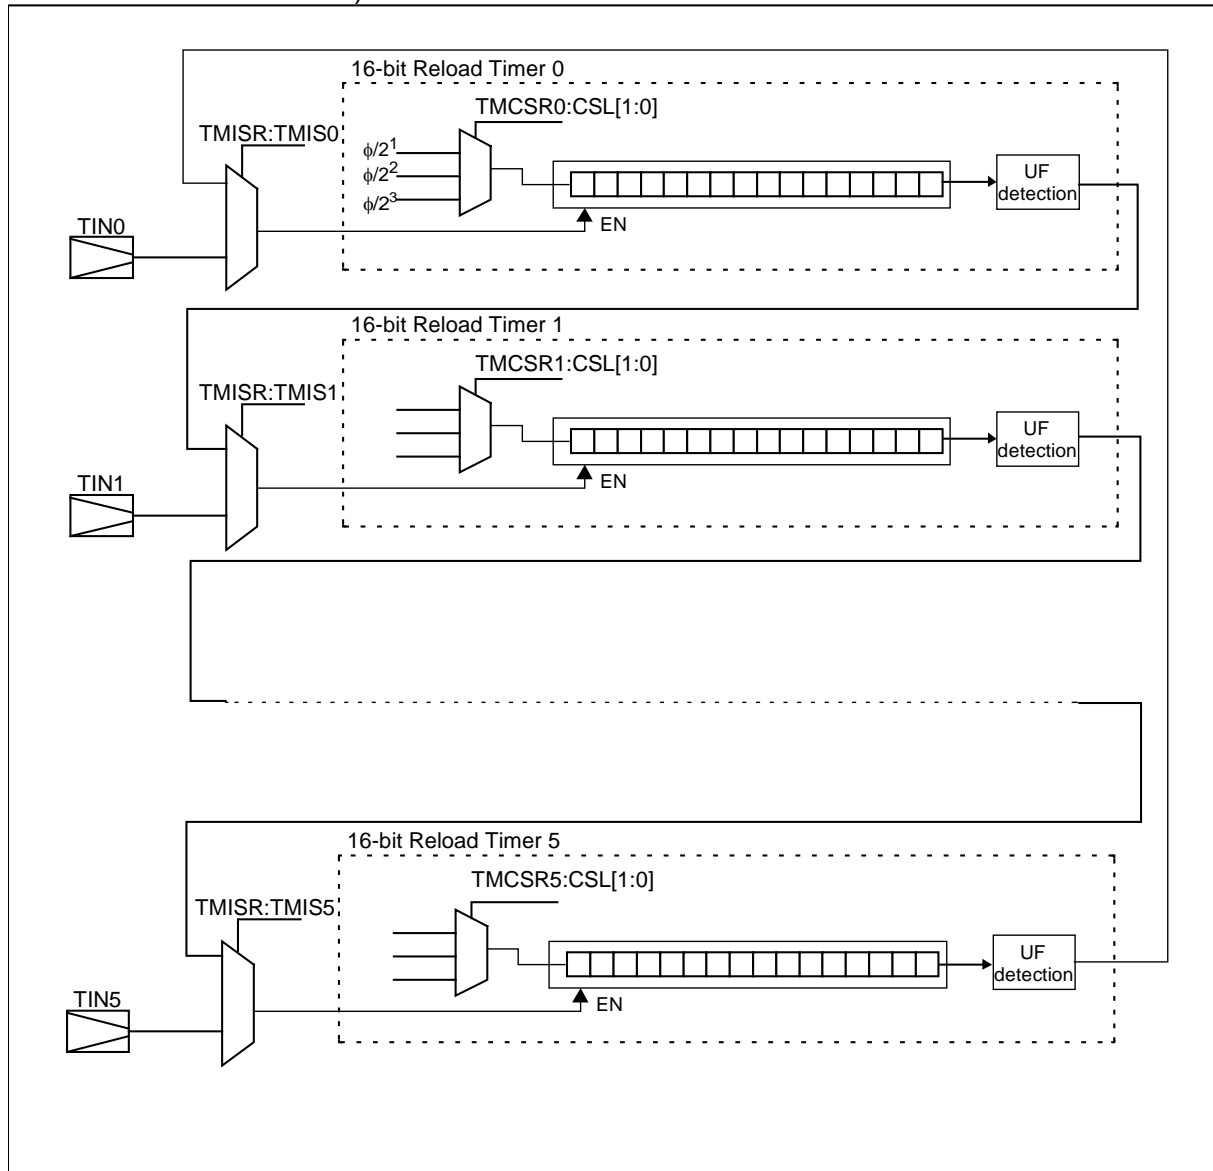 16-bit Reload Timer 0
TMCSR0:CSL[1:0]
TMISR:TMIS0
ϕ/2¹
ϕ/2²
ϕ/2³
UF
detection
TIN0
EN
16-bit Reload Timer 1
TMCSR1:CSL[1:0]
TMISR:TMIS1
UF
detection
TIN1
EN
16-bit Reload Timer 5
TMCSR5:CSL[1:0]
TMISR:TMIS5
UF
detection
TIN5
EN